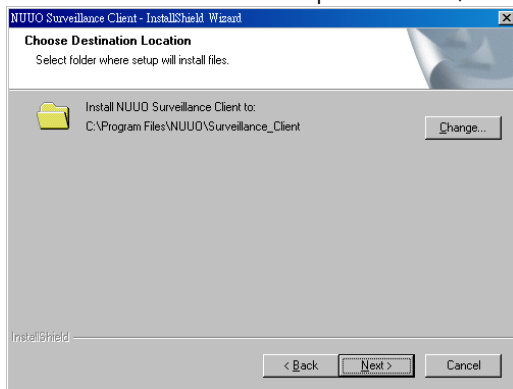 NUUO Surveillance Client - InstallShield Wizard
Choose Destination Location
Select folder where setup will install files.
Install NUUO Surveillance Client to:
C:\Program Files\NUUO\Surveillance_Client
Change...
InstallShield
< Back
Next >
Cancel